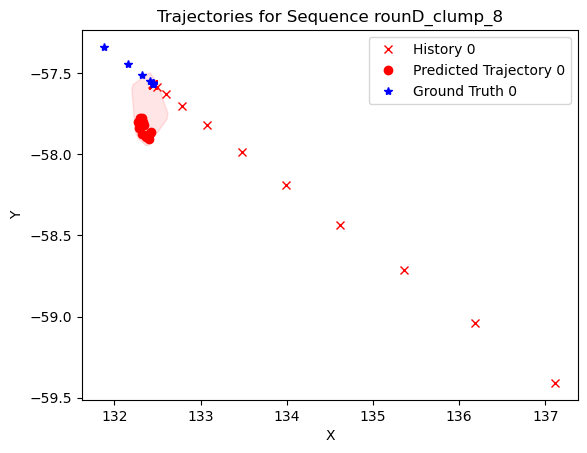 Trajectories for Sequence rounD_clump_8
History 0
Predicted Trajectory 0
Ground Truth 0
−57.5
−58.0
−58.5
−59.0
−59.5
Y
132
133
134
135
136
137
X